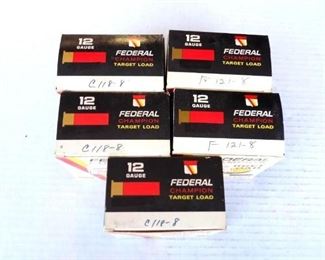 12
GAUGE
FEDERAL
CHAMPION
TARGET LOAD
C118-8
12
GAUGE
FEDERAL
CHAMPION
TARGET LOAD
F 121-8
12
GAUGE
FEDERAL
CHAMPION
TARGET LOAD
C118-8
12
GAUGE
FEDERAL
CHAMPION
TARGET LOAD
F 121-8
12
GAUGE
FEDERAL
CHAMPION
TARGET LOAD
C118-8